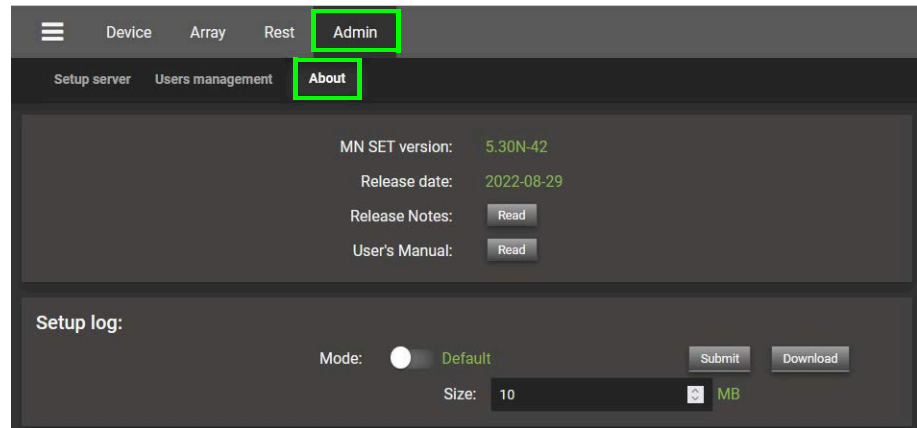 Device Array Rest Admin
Setup server Users management About
MN SET version: 5.30N-42
Release date: 2022-08-29
Release Notes: Read
User's Manual: Read
Setup log:
Mode: Default Submit Download
Size: 10 MB